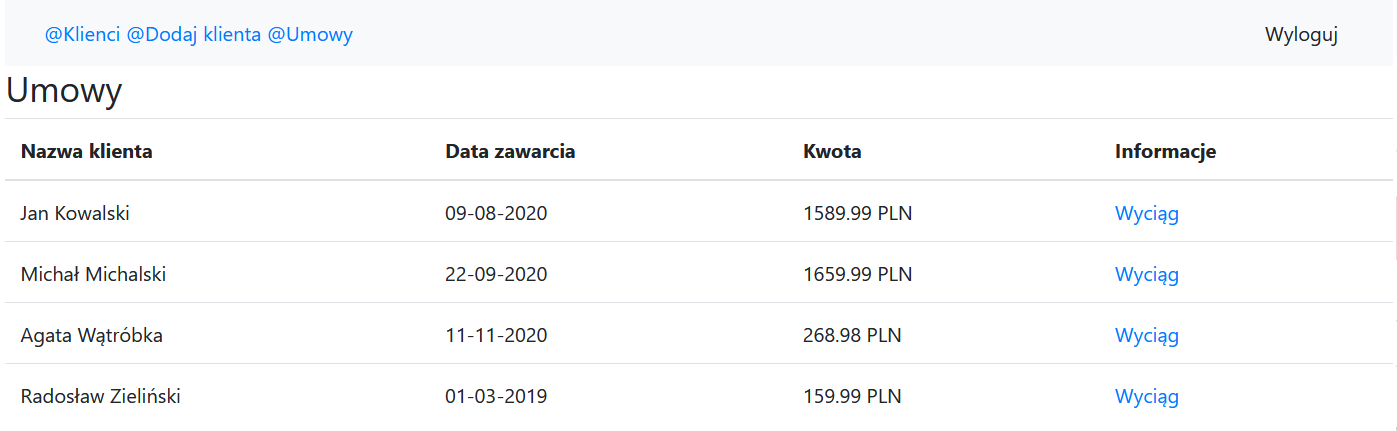 @Klienci @Dodaj klienta @Umowy Wyloguj
Umowy
Nazwa klienta Data zawarcia Kwota Informacje
Jan Kowalski 09-08-2020 1589.99 PLN Wyciąg
Michał Michalski 22-09-2020 1659.99 PLN Wyciąg
Agata Wątróbka 11-11-2020 268.98 PLN Wyciąg
Radosław Zieliński 01-03-2019 159.99 PLN Wyciąg